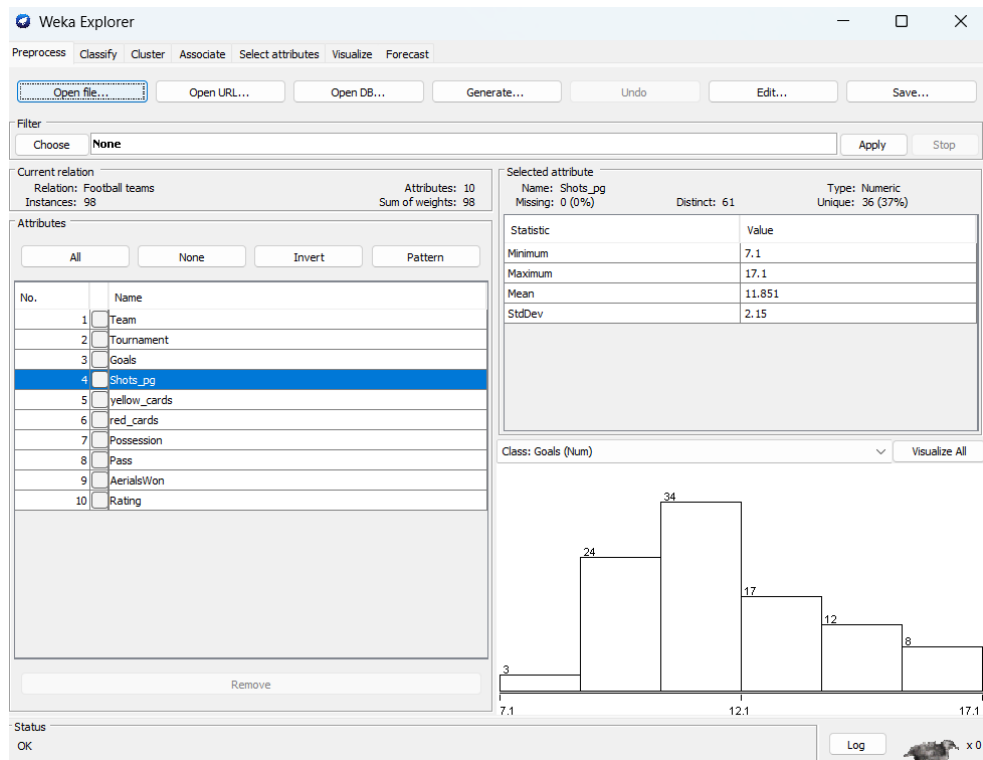 Weka Explorer
Preprocess Classify Cluster Associate Select attributes Visualize Forecast
Open file... Open URL... Open DB... Generate... Undo Edit... Save...
Filter
Choose None Apply Stop
Current relation
Relation: Football teams Attributes: 10
Instances: 98 Sum of weights: 98
Attributes
All None Invert Pattern
No. Name
1 Team
2 Tournament
3 Goals
4 Shots_pg
5 yellow_cards
6 red_cards
7 Possession
8 Pass
9 AerialsWon
10 Rating
Remove
Selected attribute
Name: Shots_pg Type: Numeric
Missing: 0 (0%) Distinct: 61 Unique: 36 (37%)
Statistic Value
Minimum 7.1
Maximum 17.1
Mean 11.851
StdDev 2.15
Class: Goals (Num) Visualize All
34
24
17
12
8
3
7.1 12.1 17.1
Status
OK Log x 0